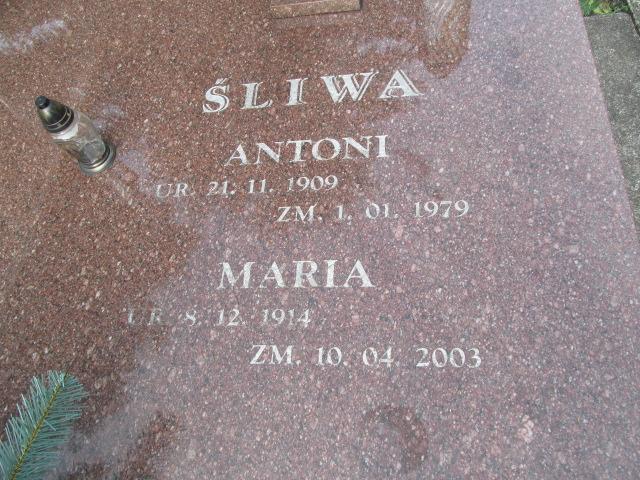 ŚLIWA
ANTONI
UR. 21. 11. 1909
ZM. 1. 01. 1979
MARIA
UR. 8. 12. 1914
ZM. 10. 04. 2003